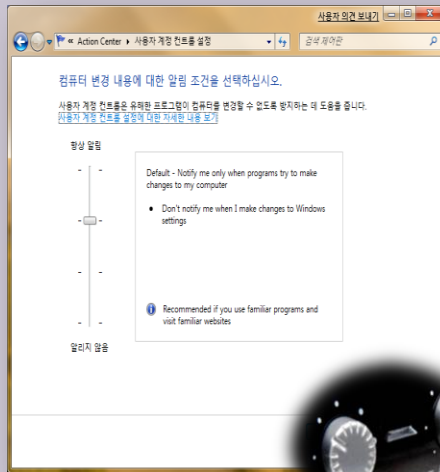 사용자 의견 보내기
« Action Center ▸ 사용자 계정 컨트롤 설정
검색 제어판
컴퓨터 변경 내용에 대한 알림 조건을 선택하십시오.
사용자 계정 컨트롤은 유해한 프로그램이 컴퓨터를 변경할 수 없도록 방지하는 데 도움을 줍니다.
사용자 계정 컨트롤 설정에 대한 자세한 내용 보기
항상 알림
Default - Notify me only when programs try to make
changes to my computer
• Don't notify me when I make changes to Windows
settings
Recommended if you use familiar programs and
visit familiar websites
알리지 않음